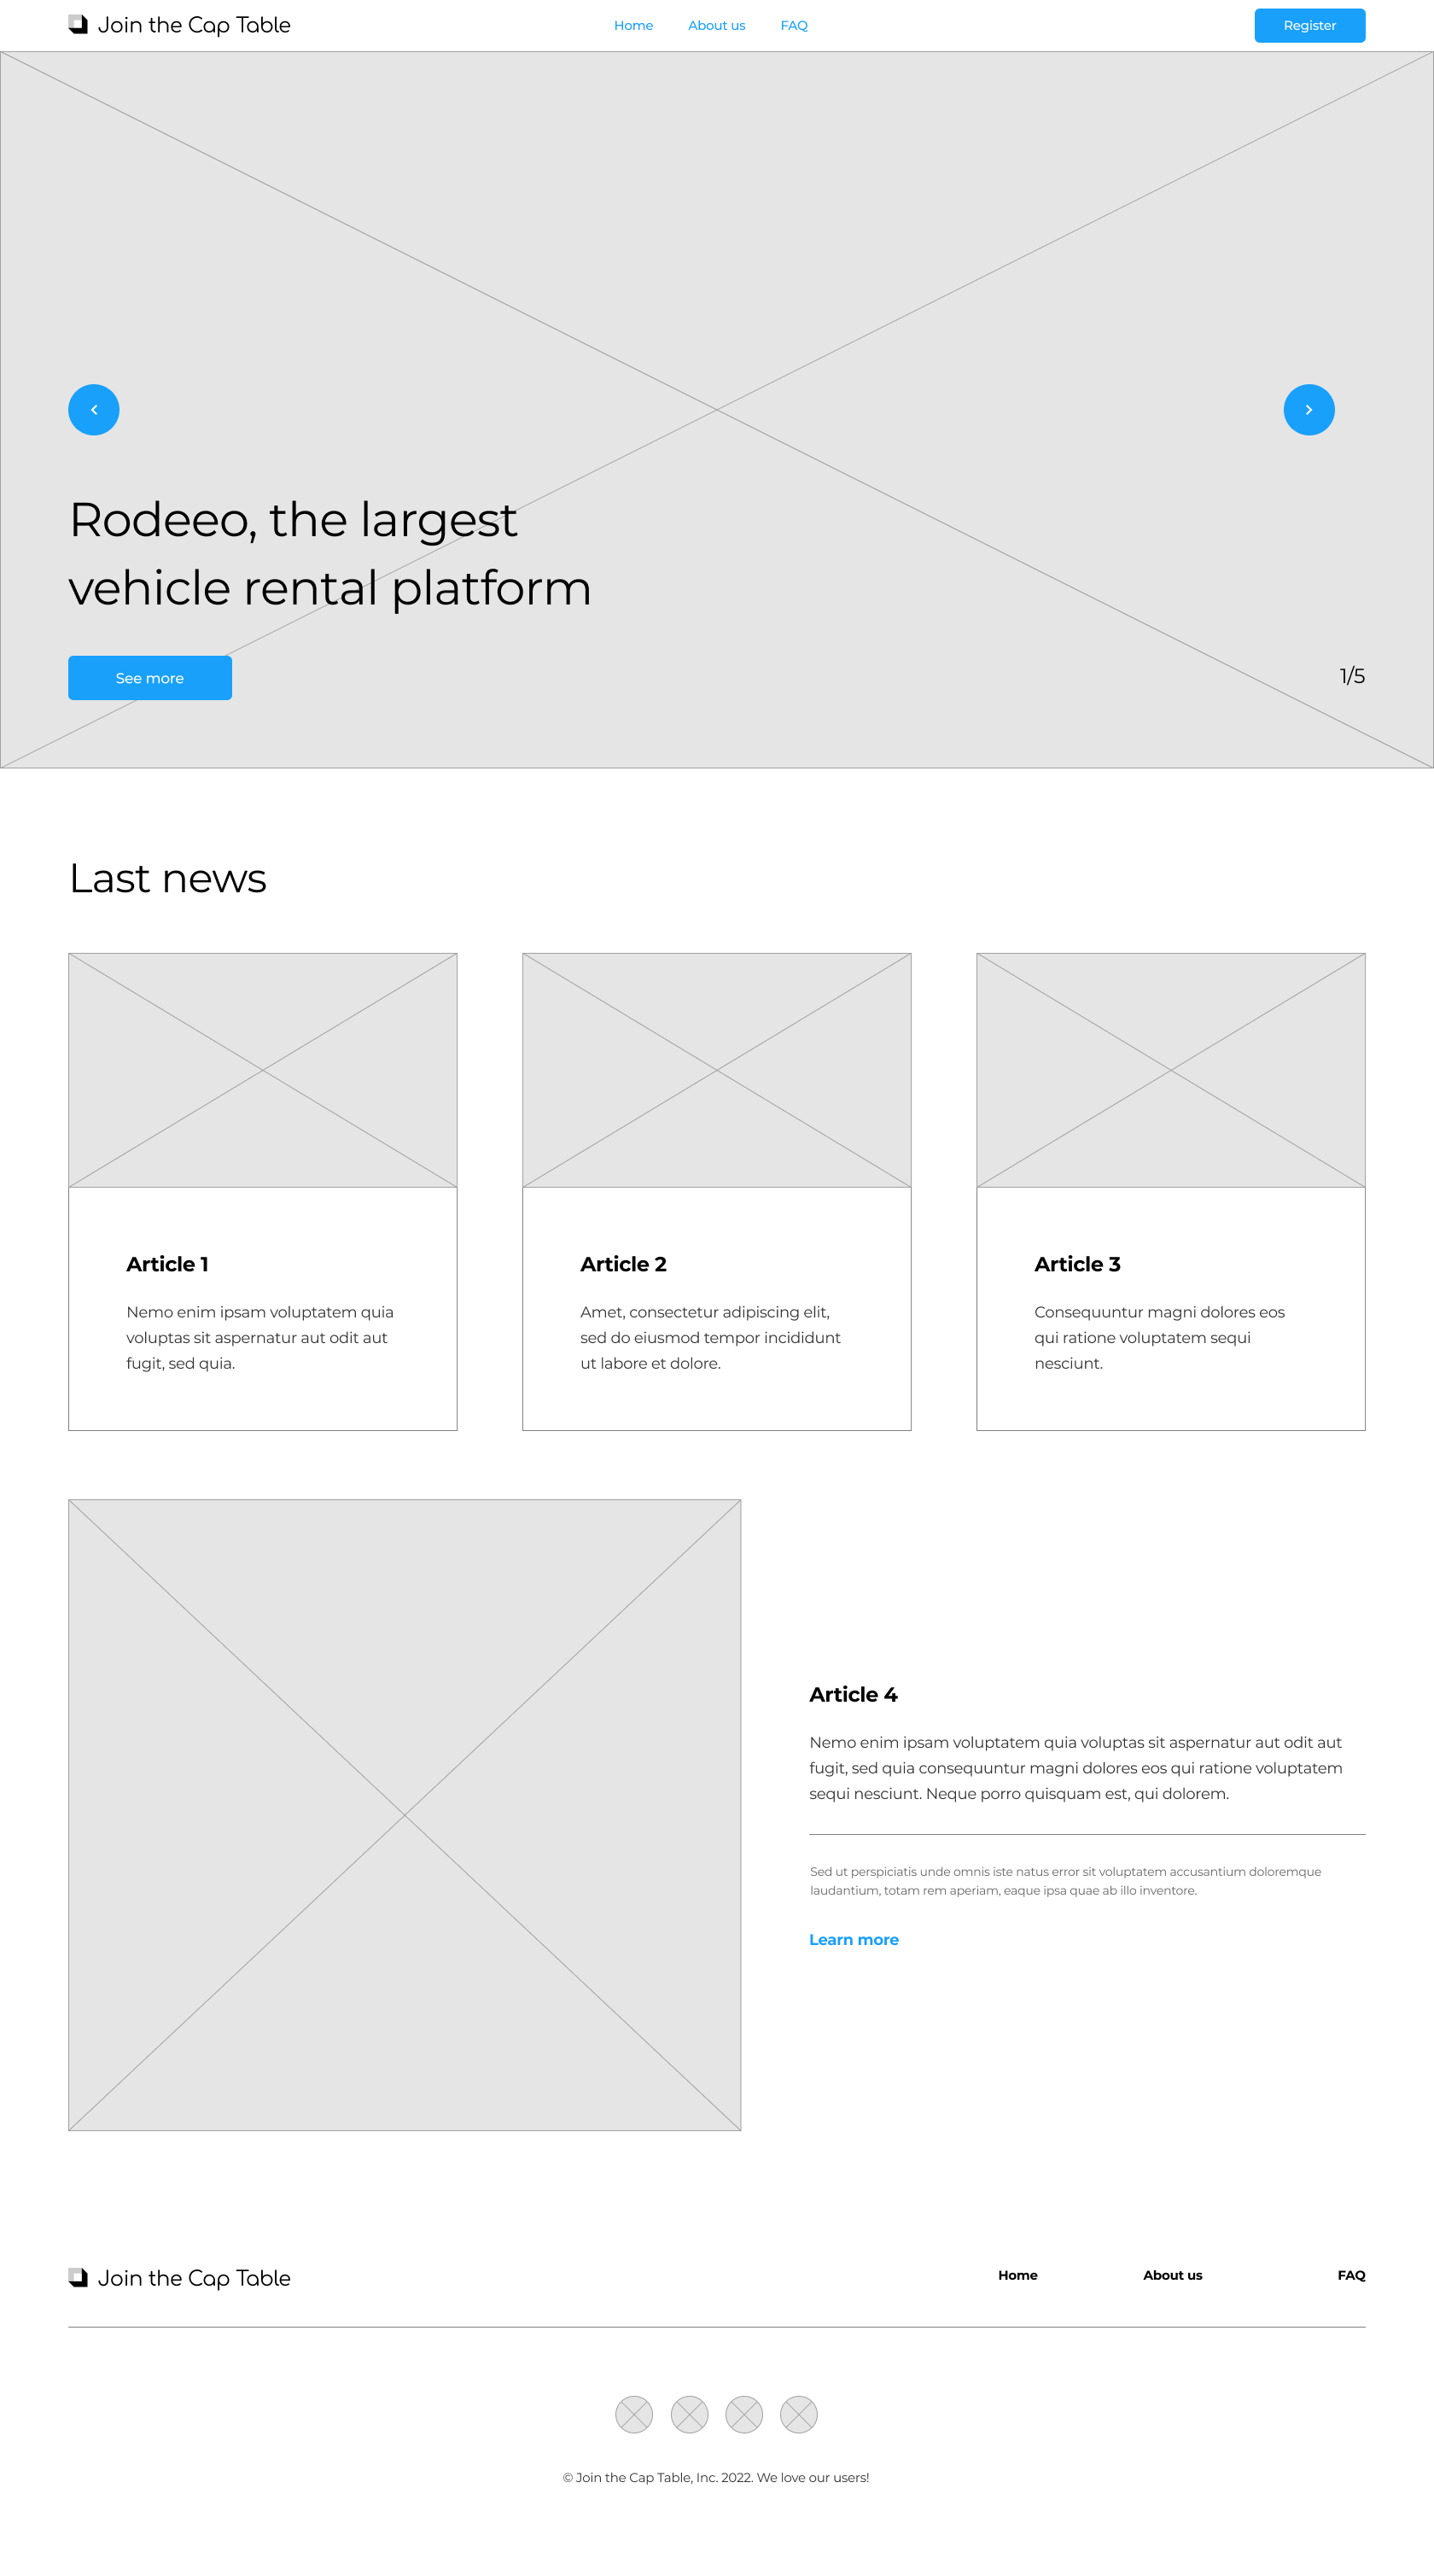 Join the Cap Table
Home
About us
FAQ
Register
Rodeeo, the largest
vehicle rental platform
See more
1/5
Last news
Article 1
Nemo enim ipsam voluptatem quia
voluptas sit aspernatur aut odit aut
fugit, sed quia.
Article 2
Amet, consectetur adipiscing elit,
sed do eiusmod tempor incididunt
ut labore et dolore.
Article 3
Consequuntur magni dolores eos
qui ratione voluptatem sequi
nesciunt.
Article 4
Nemo enim ipsam voluptatem quia voluptas sit aspernatur aut odit aut
fugit, sed quia consequuntur magni dolores eos qui ratione voluptatem
sequi nesciunt. Neque porro quisquam est, qui dolorem.
Sed ut perspiciatis unde omnis iste natus error sit voluptatem accusantium doloremque
laudantium, totam rem aperiam, eaque ipsa quae ab illo inventore.
Learn more
Join the Cap Table
Home
About us
FAQ
© Join the Cap Table, Inc. 2022. We love our users!